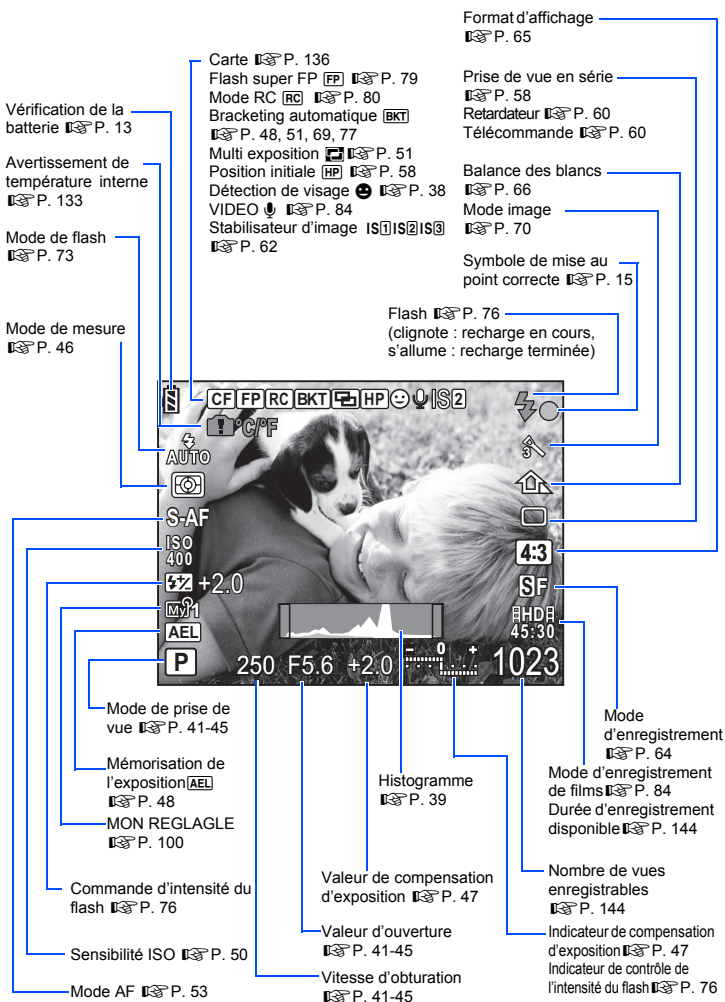 Format d'affichage
☞P. 65
Carte ☞P. 136
Flash super FP FP ☞P. 79
Mode RC RC ☞P. 80
Bracketing automatique BKT
☞P. 48, 51, 69, 77
Multi exposition ☞P. 51
Position initiale HP ☞P. 58
Détection de visage ☞P. 38
VIDEO ☞P. 84
Stabilisateur d'image IS1IS2IS3
☞P. 62
Prise de vue en série
☞P. 58
Retardateur ☞P. 60
Télécommande ☞P. 60
Vérification de la
batterie ☞P. 13
Avertissement de
température interne
☞P. 133
Mode de flash
☞P. 73
Mode de mesure
☞P. 46
Balance des blancs
☞P. 66
Mode image
☞P. 70
Symbole de mise au
point correcte ☞P. 15
Flash ☞P. 76
(clignote : recharge en cours,
s'allume : recharge terminée)
CF FP RC BKT HP IS2
°C/°F
AUTO
3
S-AF
ISO
400
4:3
+2.0
SF
My1
HD
45:30
AEL
P 250 F5.6 +2.0 – 0 + 1023
Mode de prise de
vue ☞P. 41-45
Mémorisation de
l'exposition AEL
☞P. 48
MON REGLAGLE
☞P. 100
Commande d'intensité du
flash ☞P. 76
Sensibilité ISO ☞P. 50
Mode AF ☞P. 53
Histogramme
☞P. 39
Valeur de compensation
d'exposition ☞P. 47
Valeur d'ouverture
☞P. 41-45
Vitesse d'obturation
☞P. 41-45
Mode
d'enregistrement
☞P. 64
Mode d'enregistrement
de films☞P. 84
Durée d'enregistrement
disponible☞P. 144
Nombre de vues
enregistrables
☞P. 144
Indicateur de compensation
d'exposition☞P. 47
Indicateur de contrôle de
l'intensité du flash☞P. 76